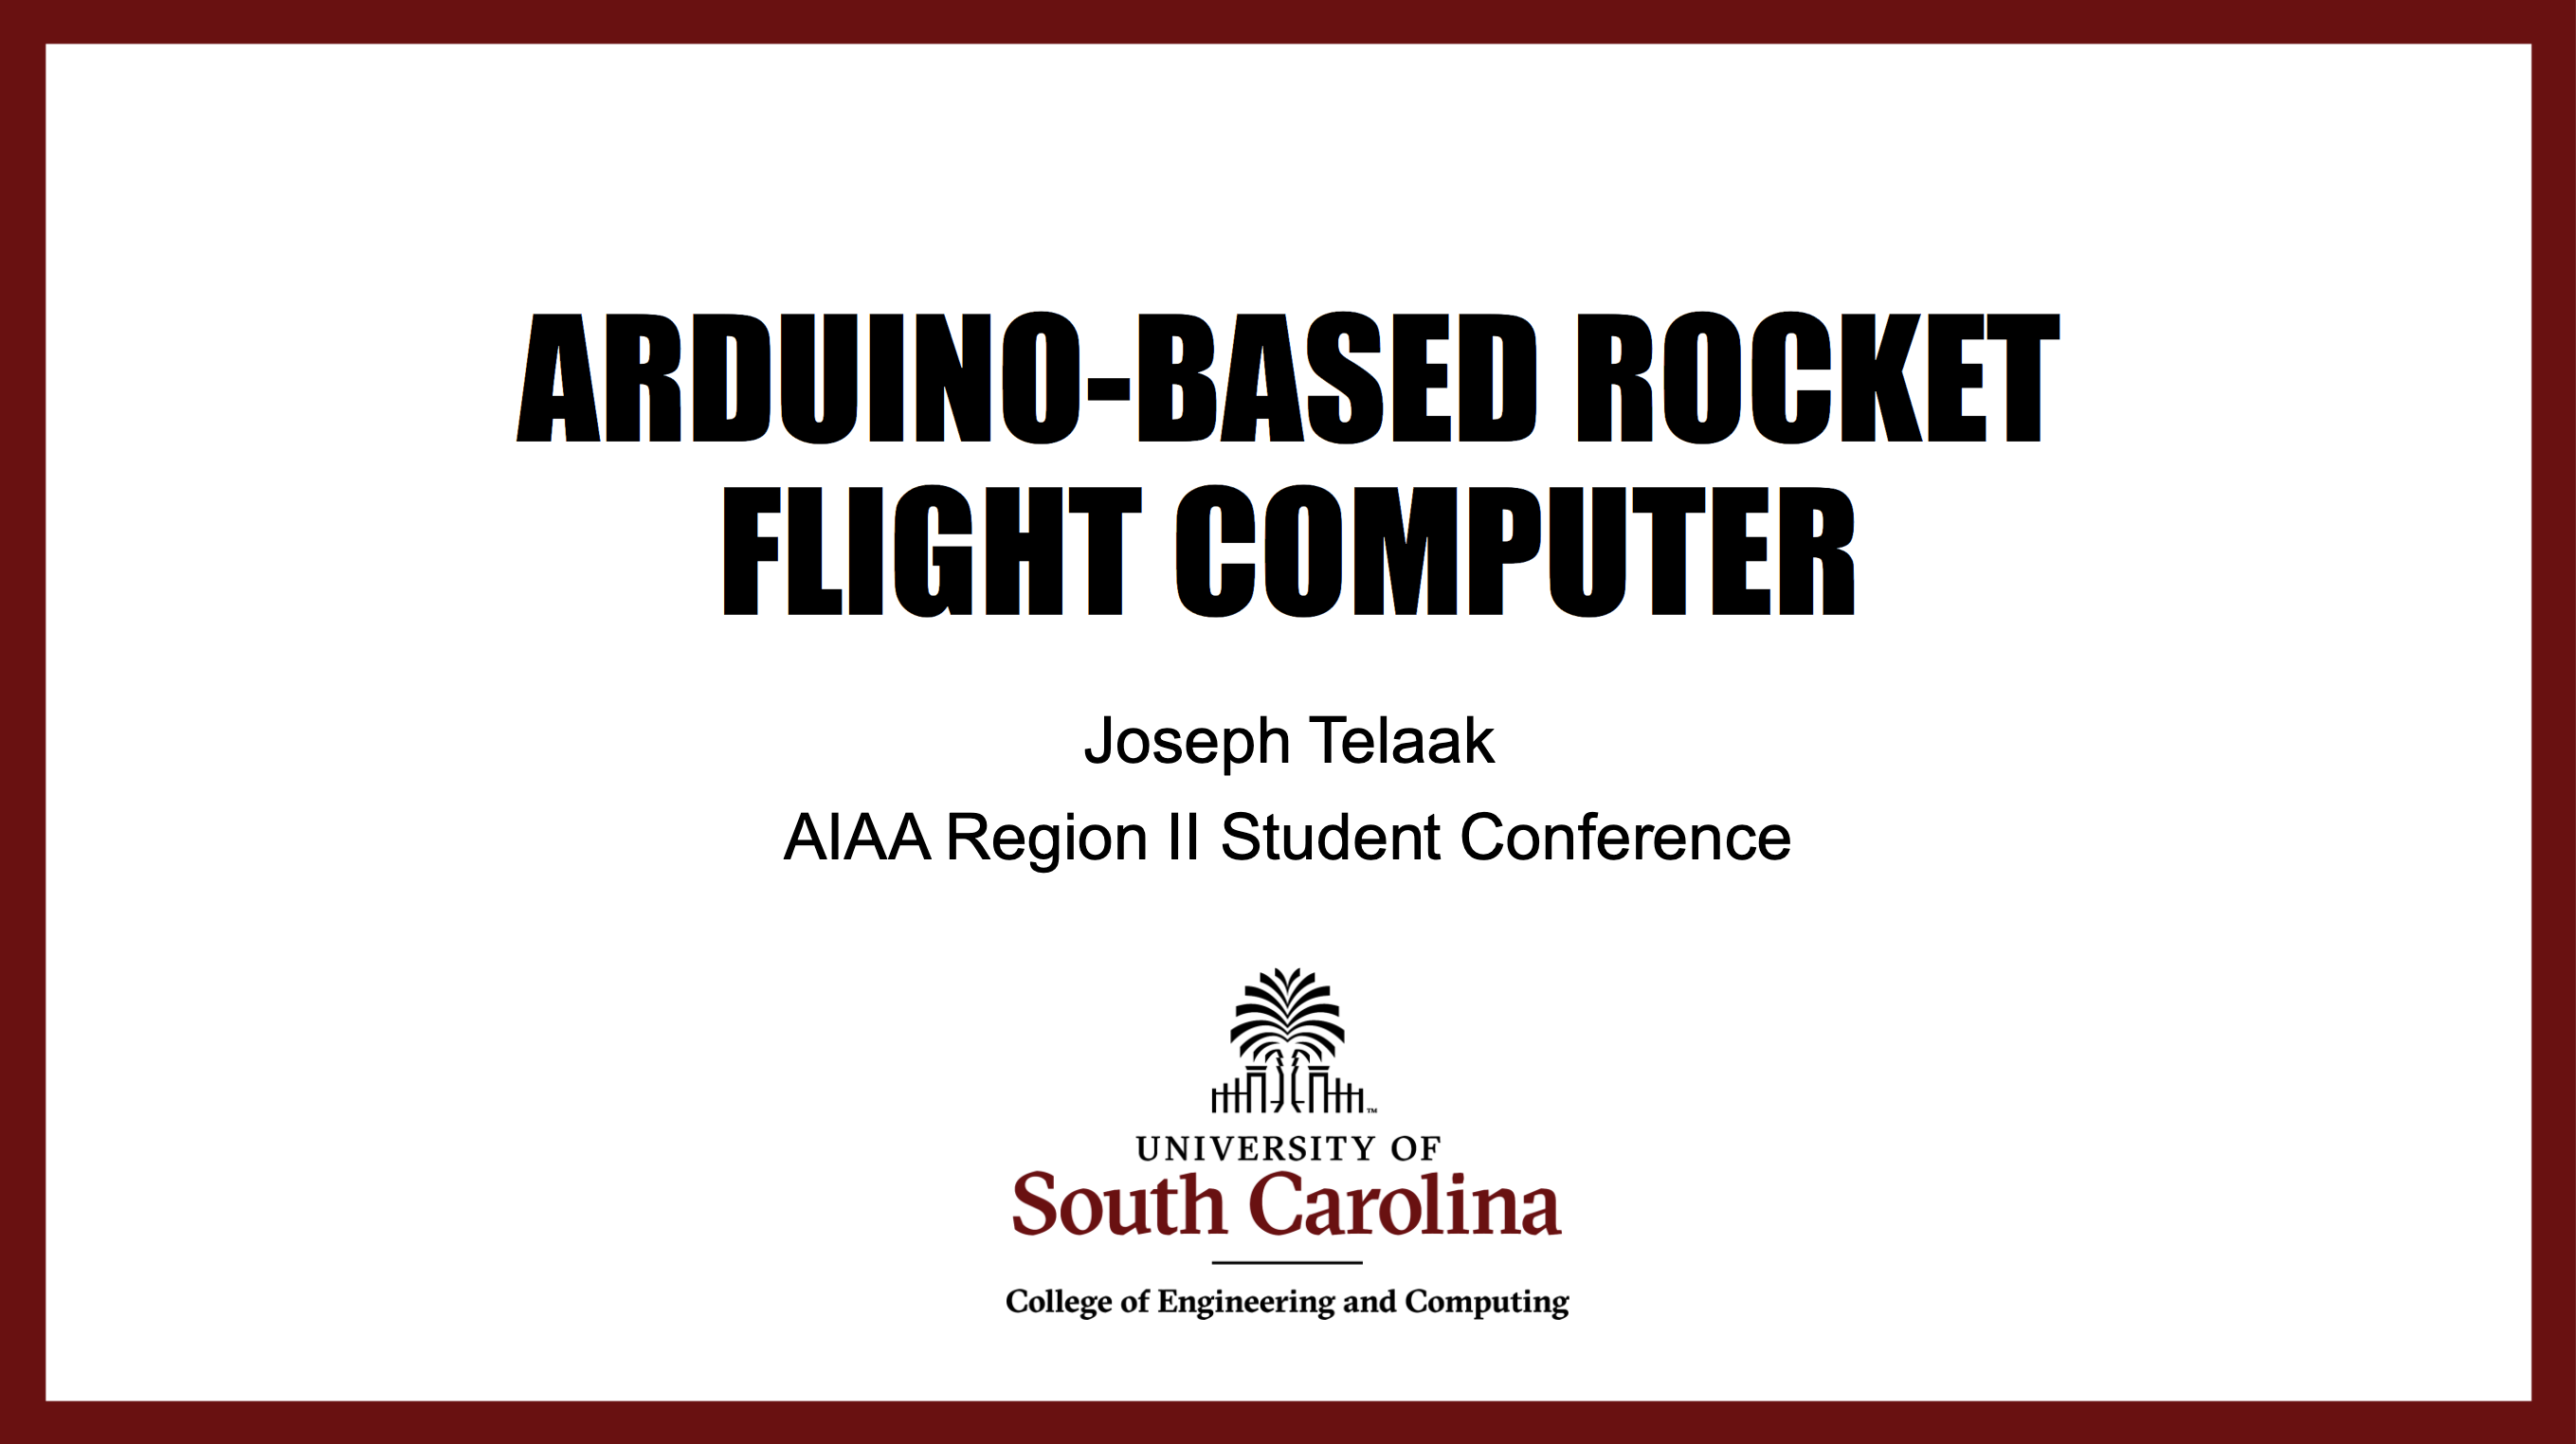 ARDUINO-BASED ROCKET
FLIGHT COMPUTER
Joseph Telaak
AIAA Region II Student Conference
TM
UNIVERSITY OF
South Carolina
College of Engineering and Computing